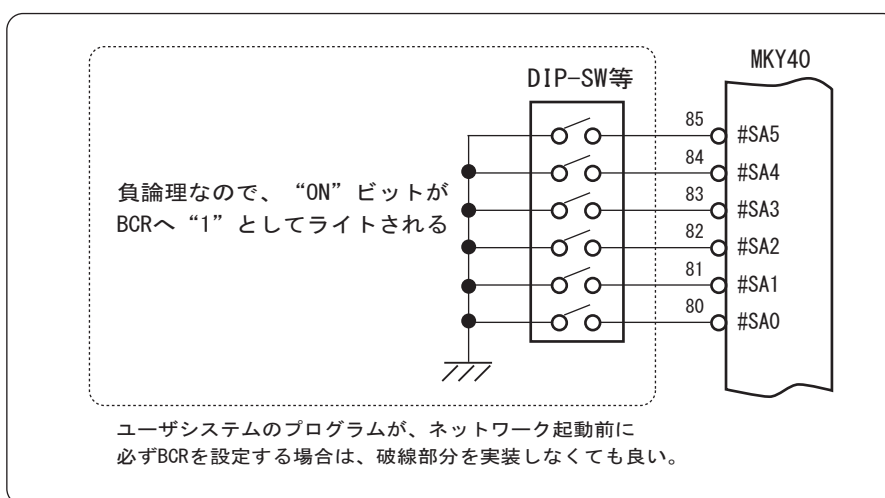 MKY40
DIP-SW等
85
#SA5
84
#SA4
83
#SA3
82
#SA2
81
#SA1
80
#SA0
負論理なので、“ON”ビットが
BCRへ“1”としてライトされる
ユーザシステムのプログラムが、ネットワーク起動前に
必ずBCRを設定する場合は、破線部分を実装しなくても良い。